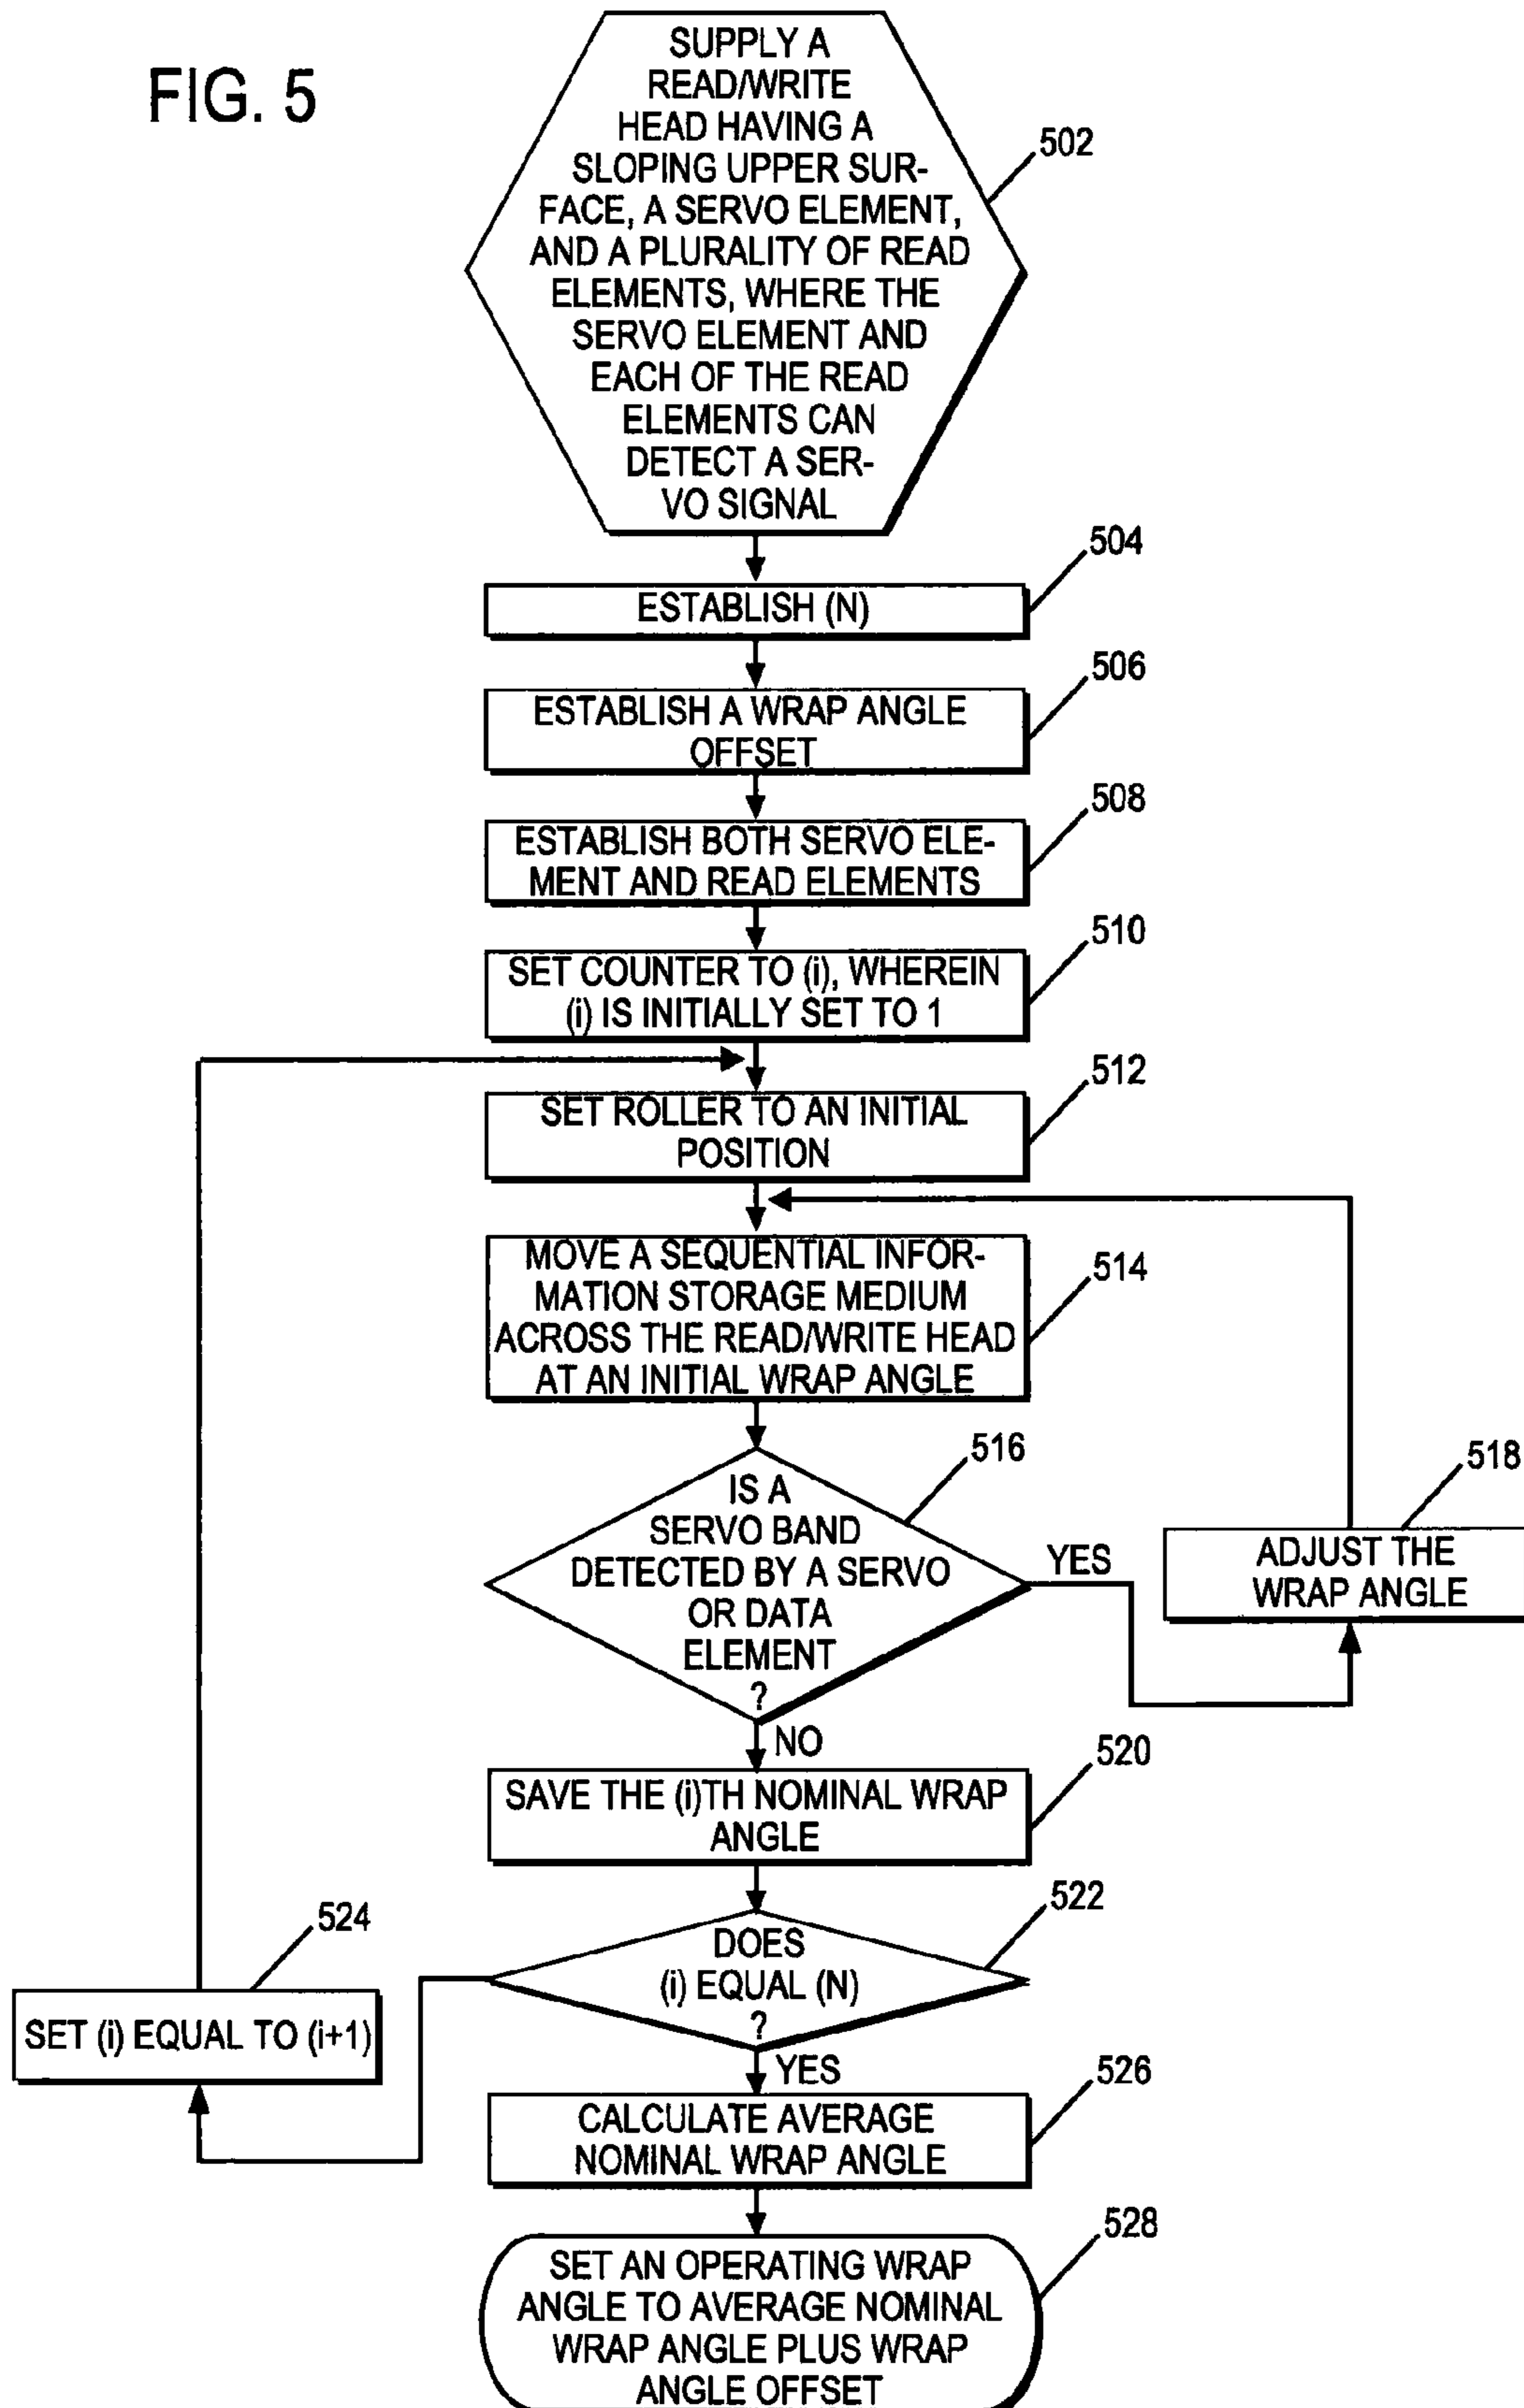 FIG. 5
SUPPLY A
READ/WRITE
HEAD HAVING A
SLOPING UPPER SUR-
FACE, A SERVO ELEMENT,
AND A PLURALITY OF READ
ELEMENTS, WHERE THE
SERVO ELEMENT AND
EACH OF THE READ
ELEMENTS CAN
DETECT A SER-
VO SIGNAL
502
ESTABLISH (N)
504
ESTABLISH A WRAP ANGLE
OFFSET
506
ESTABLISH BOTH SERVO ELE-
MENT AND READ ELEMENTS
508
SET COUNTER TO (i), WHEREIN
(i) IS INITIALLY SET TO 1
510
SET ROLLER TO AN INITIAL
POSITION
512
MOVE A SEQUENTIAL INFOR-
MATION STORAGE MEDIUM
ACROSS THE READ/WRITE HEAD
AT AN INITIAL WRAP ANGLE
514
IS A
SERVO BAND
DETECTED BY A SERVO
OR DATA
ELEMENT
?
516
YES
ADJUST THE
WRAP ANGLE
518
NO
SAVE THE (i)TH NOMINAL WRAP
ANGLE
520
DOES
(i) EQUAL (N)
?
522
SET (i) EQUAL TO (i+1)
524
YES
CALCULATE AVERAGE
NOMINAL WRAP ANGLE
526
SET AN OPERATING WRAP
ANGLE TO AVERAGE NOMINAL
WRAP ANGLE PLUS WRAP
ANGLE OFFSET
528